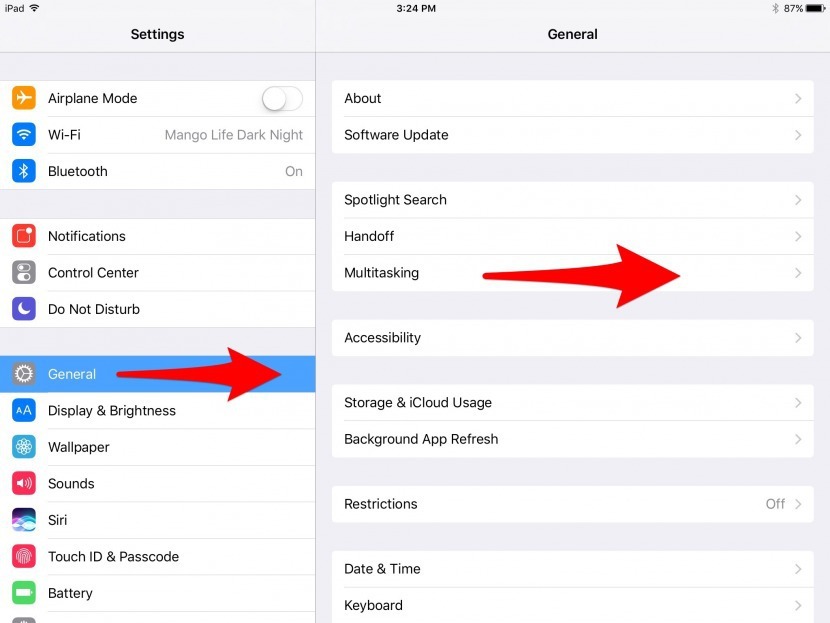 iPad
3:24 PM
87%
Settings
General
Airplane Mode
Wi-Fi Mango Life Dark Night
Bluetooth On
Notifications
Control Center
Do Not Disturb
General
AA Display & Brightness
Wallpaper
Sounds
Siri
Touch ID & Passcode
Battery
About
Software Update
Spotlight Search
Handoff
Multitasking
Accessibility
Storage & iCloud Usage
Background App Refresh
Restrictions Off
Date & Time
Keyboard